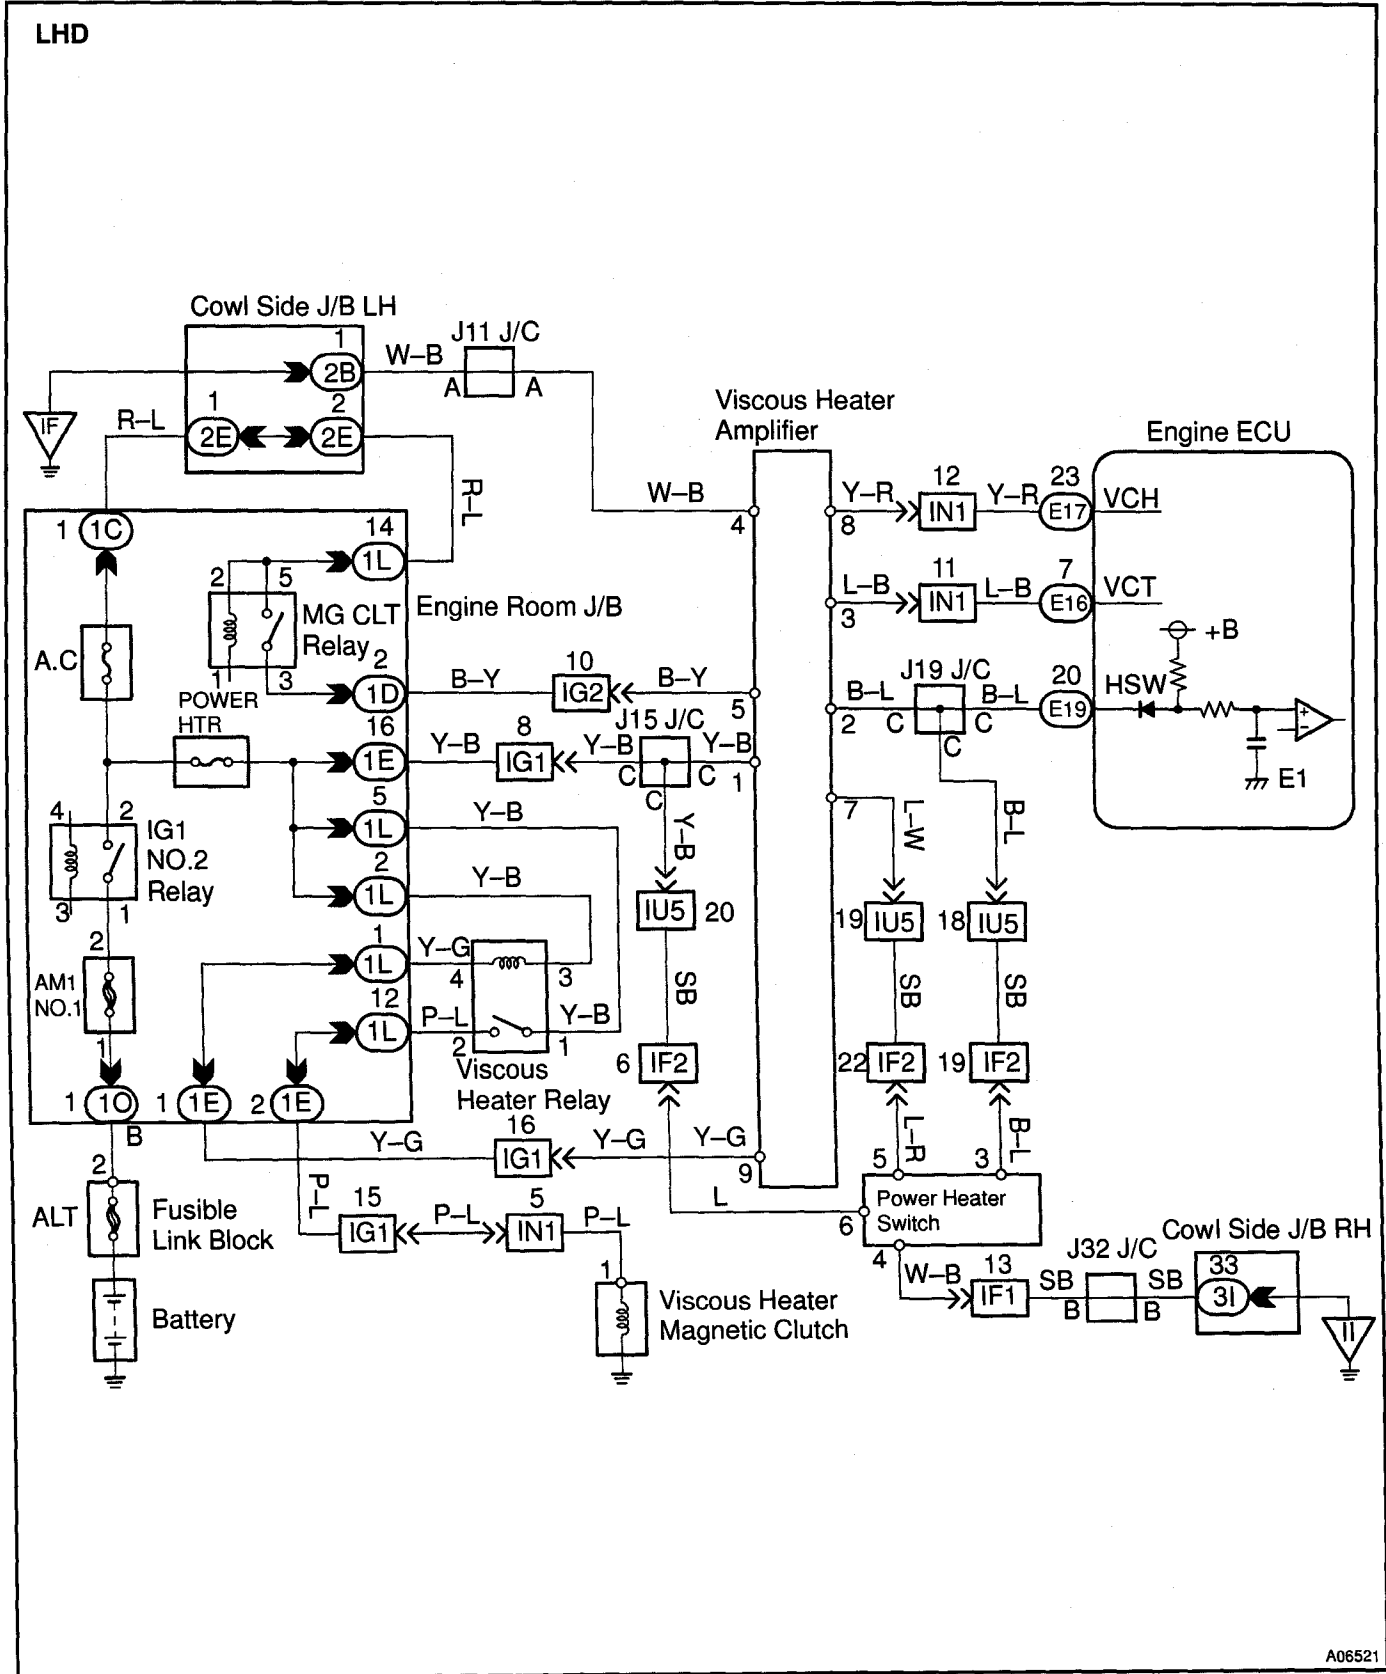 LHD
Cowl Side J/B LH
1
J11 J/C
W–B
2B
A
A
IF
R–L
1
2
2E
2E
R–L
Viscous Heater
Amplifier
Engine ECU
W–B
4
Y–R
8
12
IN1
Y–R
23
E17
VCH
1
1C
14
1L
2
5
MG CLT
Relay
1
3
Engine Room J/B
L–B
3
11
IN1
L–B
7
E16
VCT
+B
A.C
2
1D
B–Y
10
IG2
B–Y
5
B–L
2
J19 J/C
C
C
C
B–L
20
E19
HSW
+
–
E1
POWER
HTR
16
1E
Y–B
8
IG1
Y–B
J15 J/C
C
C
C
Y–B
1
7
L–W
B–L
5
1L
Y–B
Y–B
4
2
IG1
NO.2
Relay
3
1
2
1L
Y–B
IU5
20
19
IU5
18
IU5
2
AM1
NO.1
1
1
1L
Y–G
4
3
SB
SB
SB
12
1L
P–L
2
1
Y–B
Viscous
Heater Relay
6
IF2
22
IF2
19
IF2
1
1O
1
1E
2
1E
B
Y–G
16
IG1
Y–G
Y–G
9
L–R
B–L
5
3
2
ALT
Fusible
Link Block
P–L
15
IG1
P–L
5
IN1
P–L
L
6
Power Heater
Switch
4
W–B
13
IF1
SB
B
J32 J/C
SB
B
Cowl Side J/B RH
33
3I
II
Battery
1
Viscous Heater
Magnetic Clutch
A06521